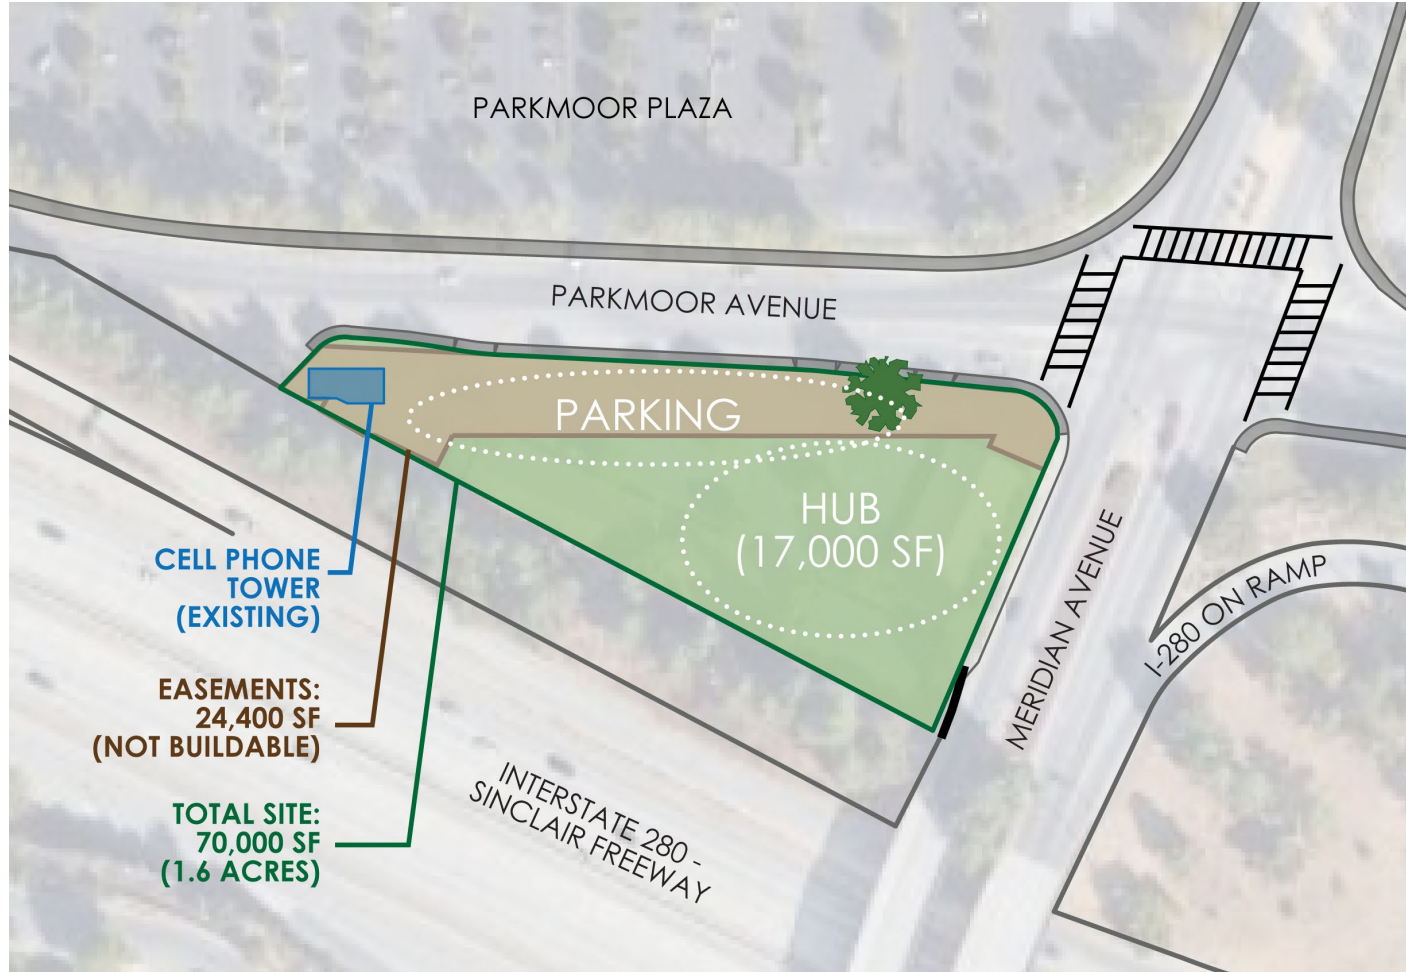 PARKMOOR PLAZA
PARKMOOR AVENUE
PARKING
HUB
(17,000 SF)
CELL PHONE
TOWER
(EXISTING)
EASEMENTS:
24,400 SF
(NOT BUILDABLE)
TOTAL SITE:
70,000 SF
(1.6 ACRES)
INTERSTATE 280 -
SINCLAIR FREEWAY
MERIDIAN AVENUE
I-280 ON RAMP